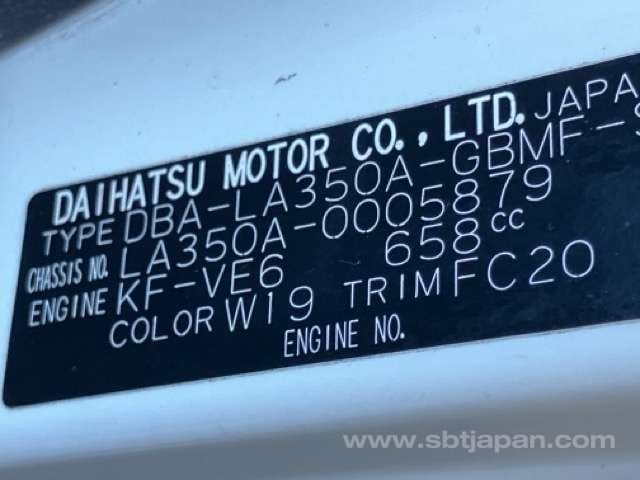 DAIHATSU MOTOR CO., LTD. JAPA
TYPE DBA-LA350A-GBMF-
CHASSIS NO. LA350A-0005879
ENGINE KF-VE6 658cc
COLOR W19 TRIM FC20
ENGINE NO.
www.sbtjapan.com